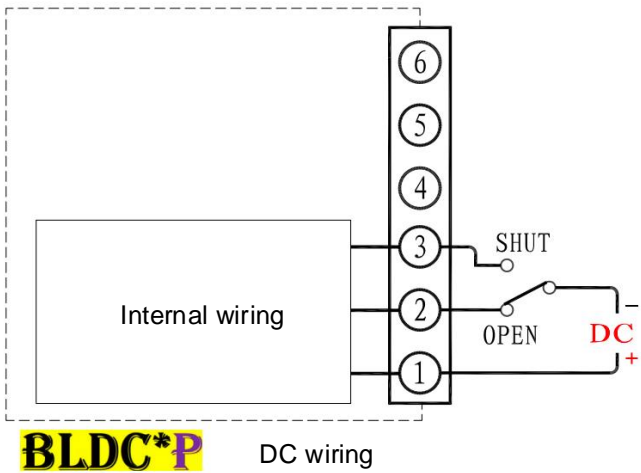 6
5
4
3
SHUT
Internal wiring
2
OPEN
−
DC
+
1
BLDC*P
DC wiring